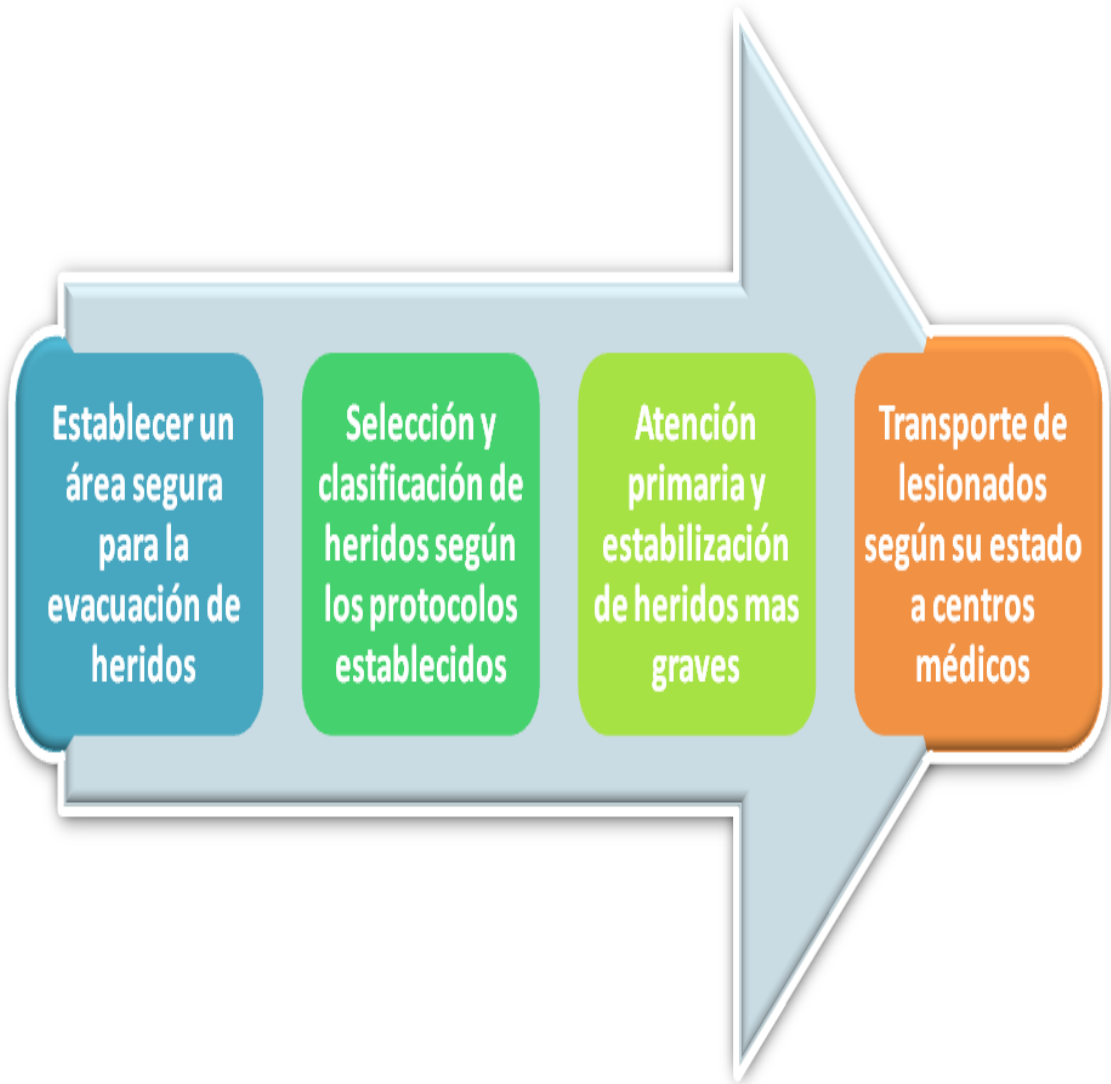 Establecer un
área segura
para la
evacuación de
heridos
Selección y
clasificación de
heridos según
los protocolos
establecidos
Atención
primaria y
estabilización
de heridos mas
graves
Transporte de
lesionados
según su estado
a centros
médicos